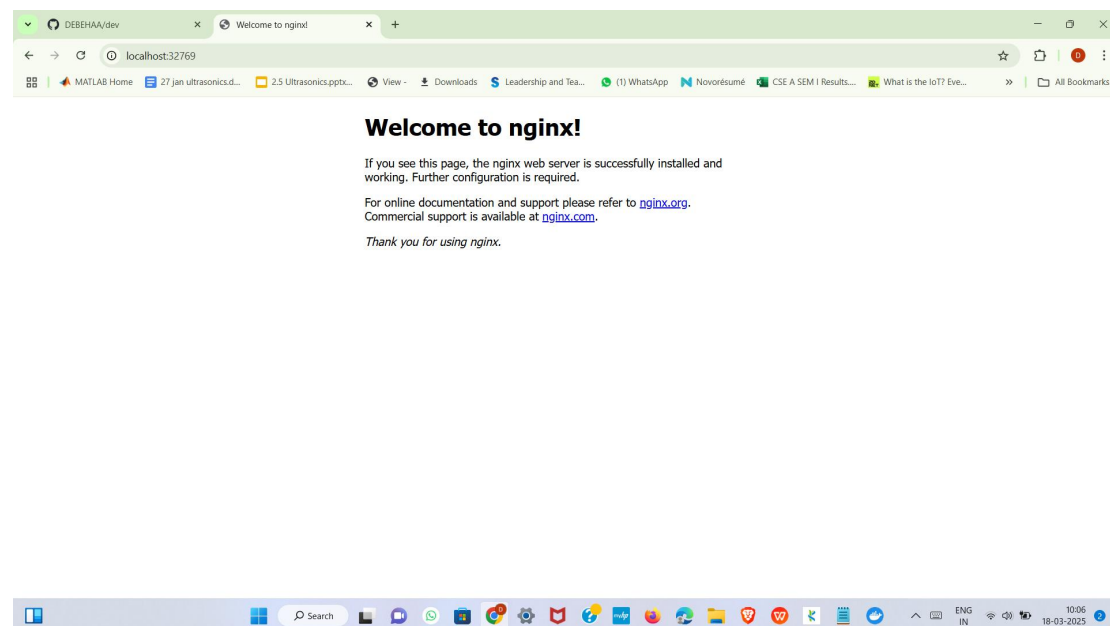 DEBEHAA/dev
Welcome to nginx!
localhost:32769
D
MATLAB Home
27 jan ultrasonics.d...
2.5 Ultrasonics.pptx...
View -
Downloads
Leadership and Tea...
(1) WhatsApp
Novorésumé
CSE A SEM I Results....
What is the IoT? Eve...
All Bookmarks
Welcome to nginx!
If you see this page, the nginx web server is successfully installed and
working. Further configuration is required.
For online documentation and support please refer to nginx.org.
Commercial support is available at nginx.com.
Thank you for using nginx.
Search
ENG
IN
10:06
18-03-2025
2